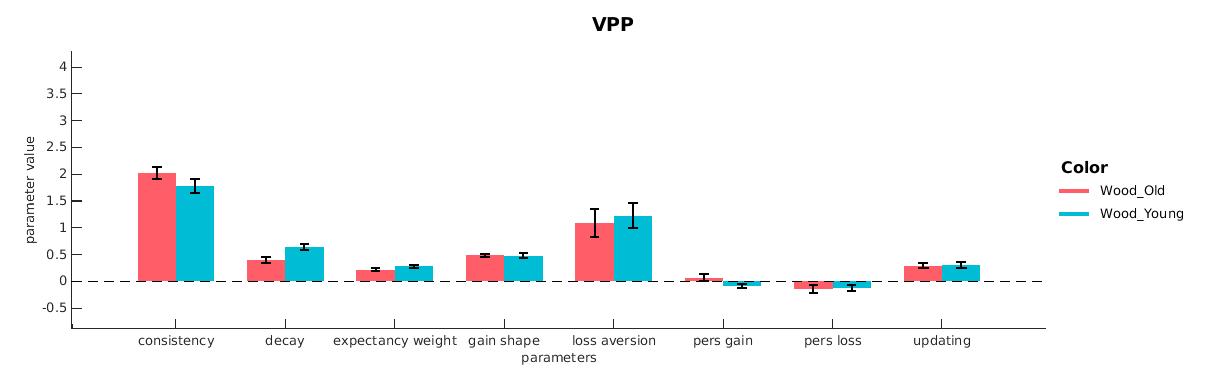 VPP
4
3.5
3
2.5
2
1.5
1
0.5
0
-0.5
parameter value
consistency decay expectancy weight gain shape loss aversion pers gain pers loss updating
parameters
Color
Wood_Old
Wood_Young